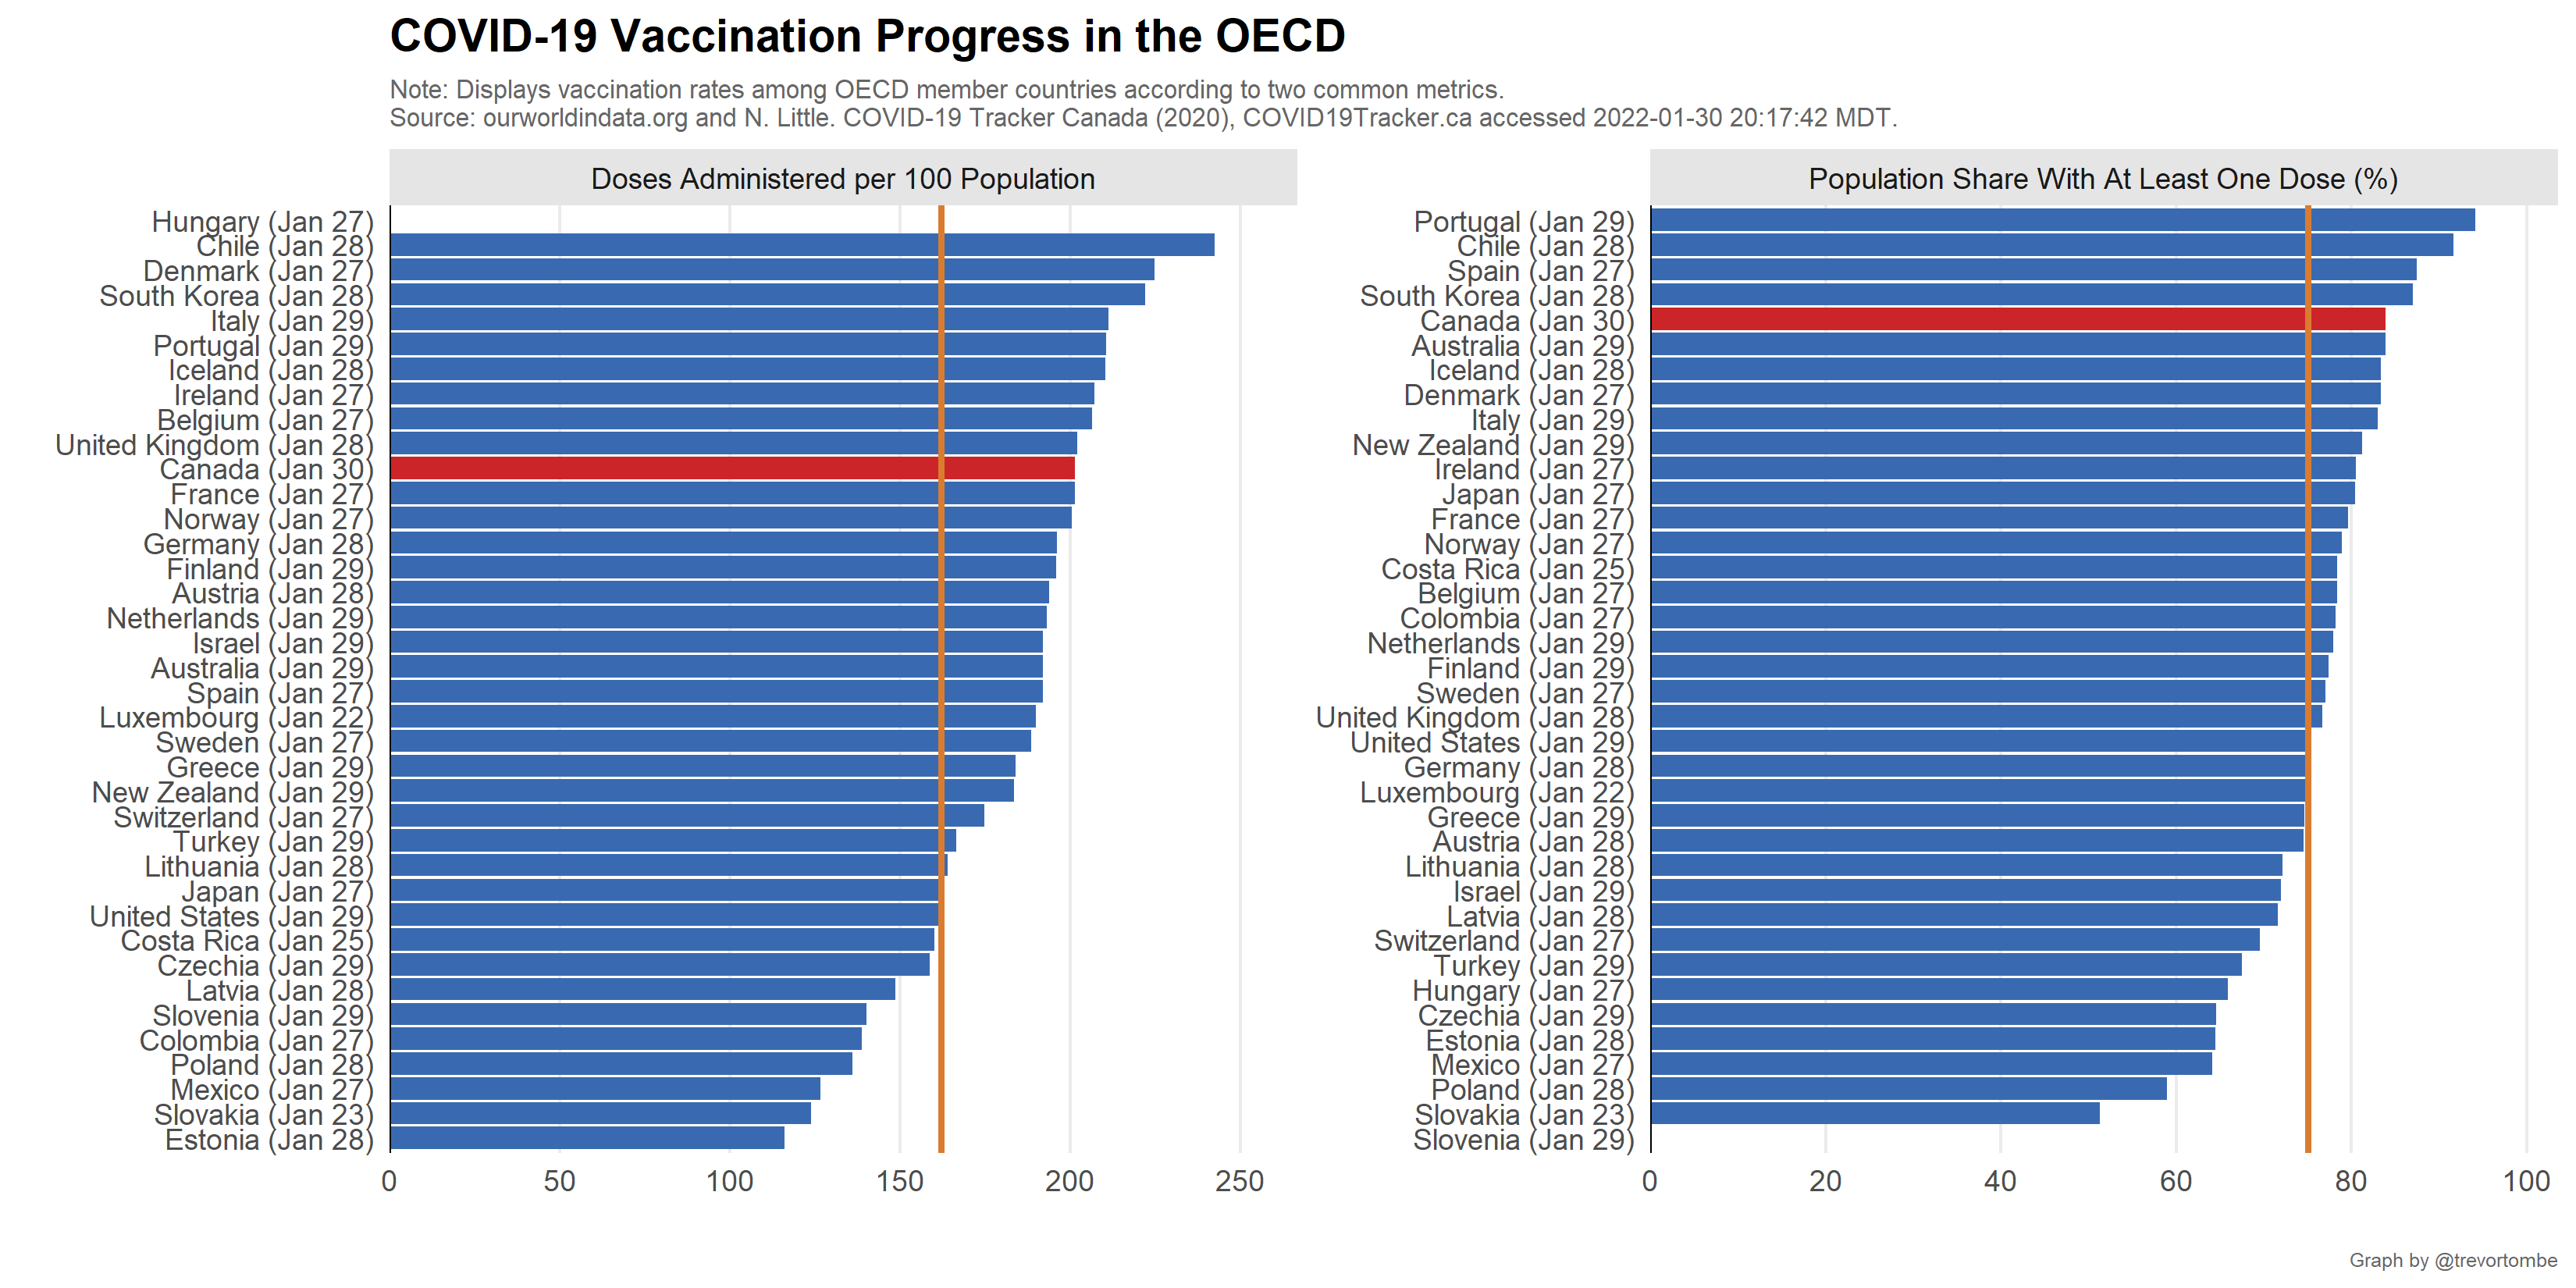 COVID-19 Vaccination Progress in the OECD
Note: Displays vaccination rates among OECD member countries according to two common metrics.
Source: ourworldindata.org and N. Little. COVID-19 Tracker Canada (2020), COVID19Tracker.ca accessed 2022-01-30 20:17:42 MDT.
Doses Administered per 100 Population
Hungary (Jan 27)
Chile (Jan 28)
Denmark (Jan 27)
South Korea (Jan 28)
Italy (Jan 29)
Portugal (Jan 29)
Iceland (Jan 28)
Ireland (Jan 27)
Belgium (Jan 27)
United Kingdom (Jan 28)
Canada (Jan 30)
France (Jan 27)
Norway (Jan 27)
Germany (Jan 28)
Finland (Jan 29)
Austria (Jan 28)
Netherlands (Jan 29)
Israel (Jan 29)
Australia (Jan 29)
Spain (Jan 27)
Luxembourg (Jan 22)
Sweden (Jan 27)
Greece (Jan 29)
New Zealand (Jan 29)
Switzerland (Jan 27)
Turkey (Jan 29)
Lithuania (Jan 28)
Japan (Jan 27)
United States (Jan 29)
Costa Rica (Jan 25)
Czechia (Jan 29)
Latvia (Jan 28)
Slovenia (Jan 29)
Colombia (Jan 27)
Poland (Jan 28)
Mexico (Jan 27)
Slovakia (Jan 23)
Estonia (Jan 28)
0 50 100 150 200 250
Population Share With At Least One Dose (%)
Portugal (Jan 29)
Chile (Jan 28)
Spain (Jan 27)
South Korea (Jan 28)
Canada (Jan 30)
Australia (Jan 29)
Iceland (Jan 28)
Denmark (Jan 27)
Italy (Jan 29)
New Zealand (Jan 29)
Ireland (Jan 27)
Japan (Jan 27)
France (Jan 27)
Norway (Jan 27)
Costa Rica (Jan 25)
Belgium (Jan 27)
Colombia (Jan 27)
Netherlands (Jan 29)
Finland (Jan 29)
Sweden (Jan 27)
United Kingdom (Jan 28)
United States (Jan 29)
Germany (Jan 28)
Luxembourg (Jan 22)
Greece (Jan 29)
Austria (Jan 28)
Lithuania (Jan 28)
Israel (Jan 29)
Latvia (Jan 28)
Switzerland (Jan 27)
Turkey (Jan 29)
Hungary (Jan 27)
Czechia (Jan 29)
Estonia (Jan 28)
Mexico (Jan 27)
Poland (Jan 28)
Slovakia (Jan 23)
Slovenia (Jan 29)
0 20 40 60 80 100
Graph by @trevortombe